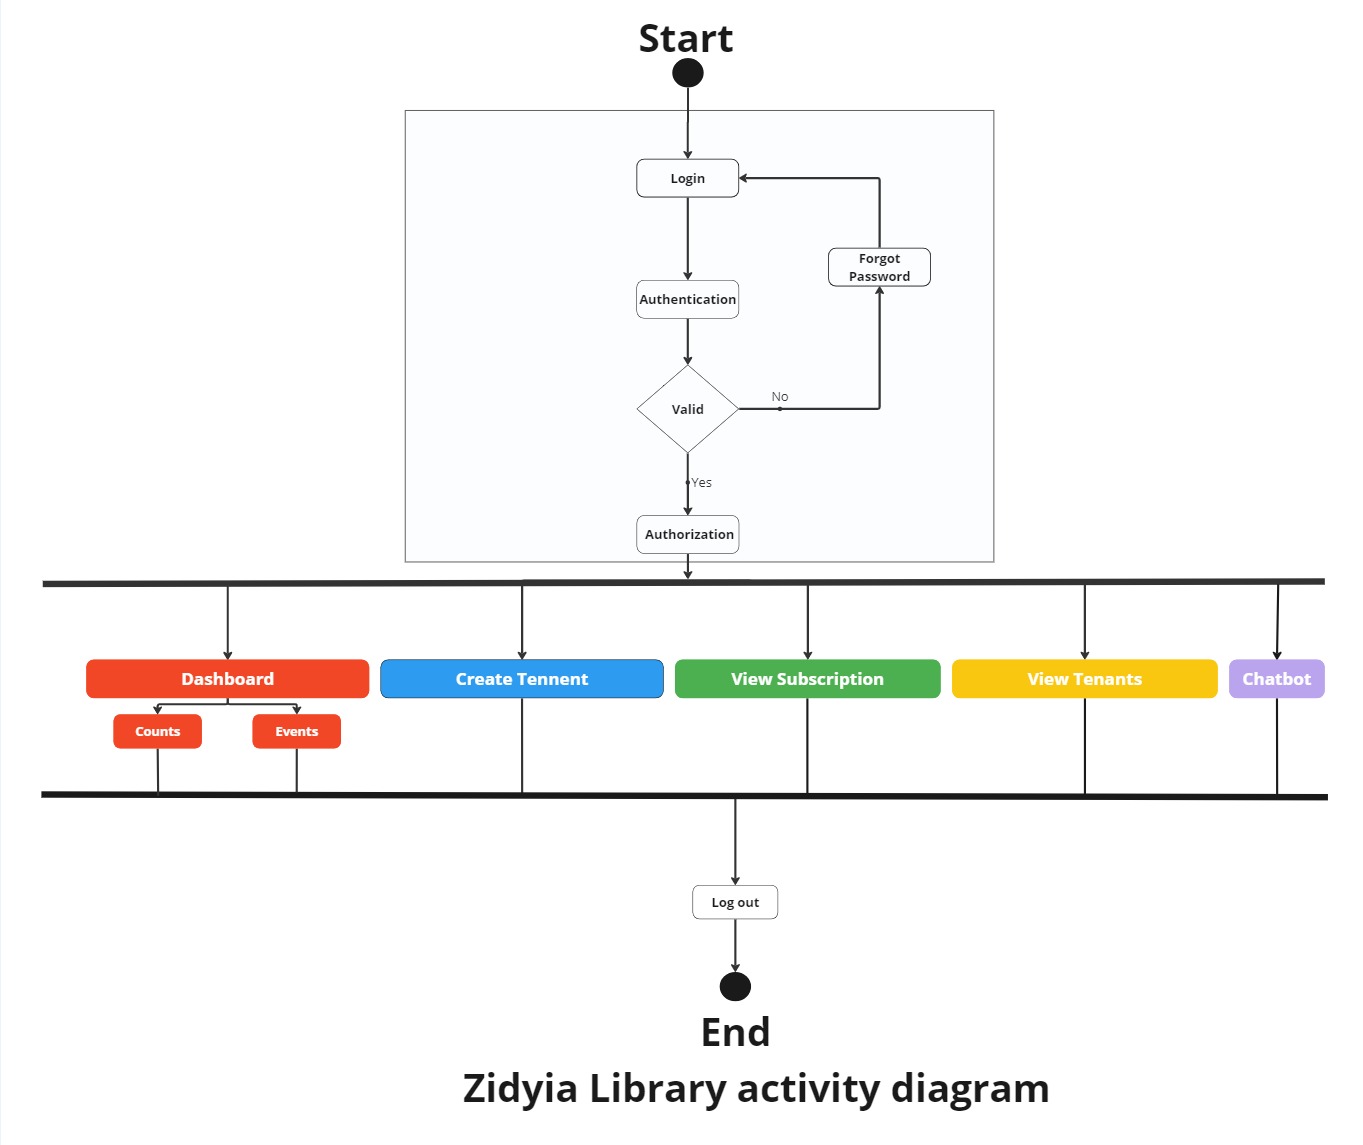 Start
Login
Forgot
Password
Authentication
Valid
No
Yes
Authorization
Dashboard
Create Tennent
View Subscription
View Tenants
Chatbot
Counts
Events
Log out
End
Zidyia Library activity diagram